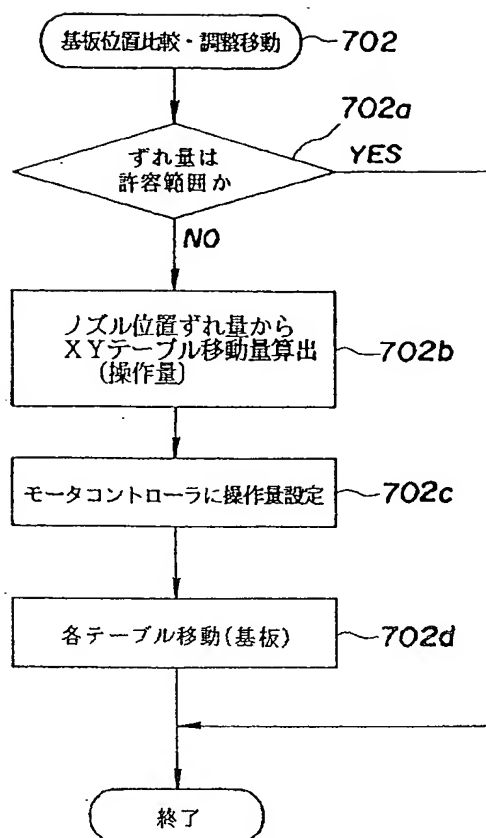 基板位置比較・調整移動
702
702a
ずれ量は
許容範囲か
YES
NO
ノズル位置ずれ量から
XYテーブル移動量算出
(操作量)
702b
モータコントローラに操作量設定
702c
各テーブル移動(基板)
702d
終了